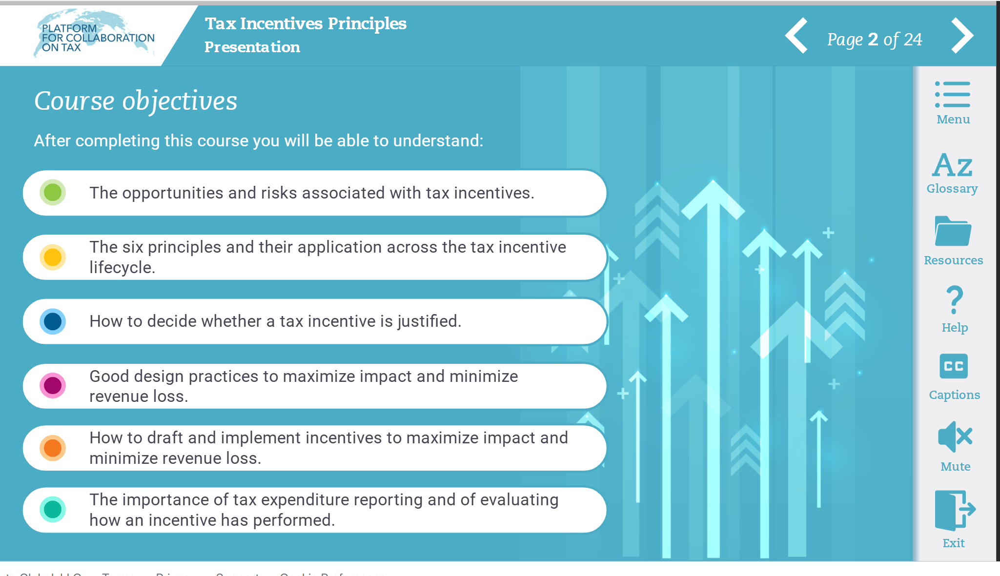 PLATFORM
FOR COLLABORATION
ON TAX
Tax Incentives Principles
Presentation
Page 2 of 24
Course objectives
After completing this course you will be able to understand:
The opportunities and risks associated with tax incentives.
The six principles and their application across the tax incentive
lifecycle.
How to decide whether a tax incentive is justified.
Good design practices to maximize impact and minimize
revenue loss.
How to draft and implement incentives to maximize impact and
minimize revenue loss.
The importance of tax expenditure reporting and of evaluating
how an incentive has performed.
Menu
Az
Glossary
Resources
?
Help
CC
Captions
Mute
Exit